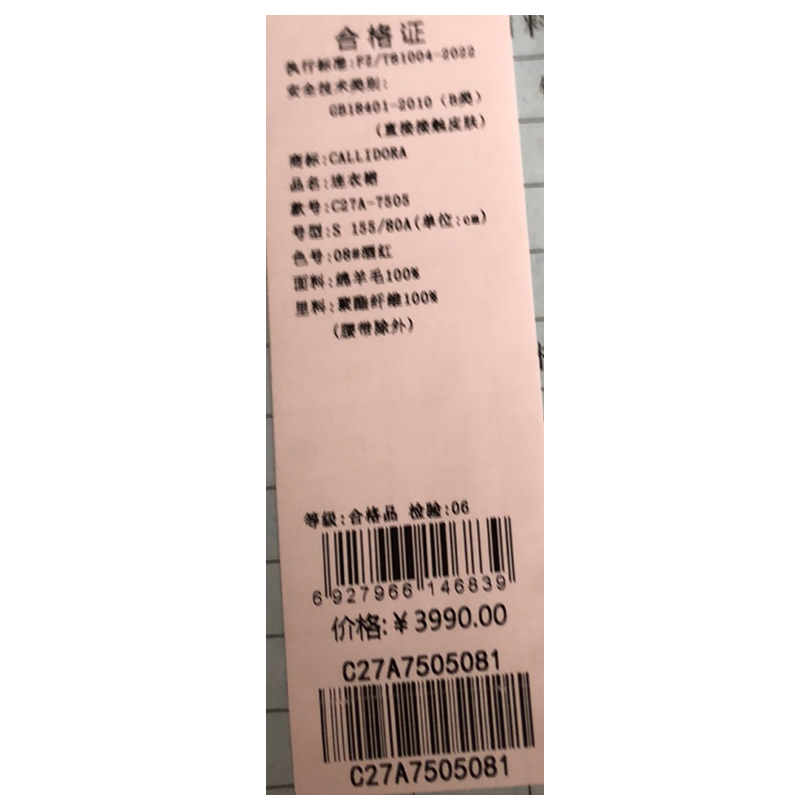 合格证
执行标准:FZ/T81004-2022
安全技术类别:
GB18401-2010（B类）
（直接接触皮肤）
商标:CALLIDORA
品名:连衣裙
款号:C27A-7505
号型:S 155/80A(单位:cm)
色号:08#酒红
面料:绵羊毛100%
里料:聚酯纤维100%
（腰带除外）
等级:合格品 检验:06
6 927966 146839
价格:￥3990.00
C27A7505081
C27A7505081